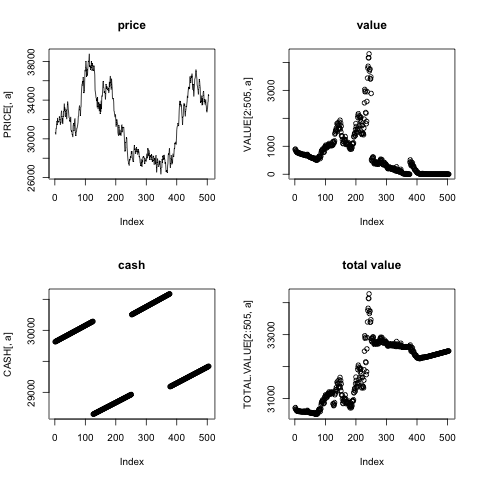 price
PRICE[, a]
26000 30000 34000 38000
0 100 200 300 400 500
Index
value
VALUE[2:505, a]
0 1000 3000
0 100 200 300 400 500
Index
cash
CASH[, a]
29000 30000
0 100 200 300 400 500
Index
total value
TOTAL.VALUE[2:505, a]
31000 33000
0 100 200 300 400 500
Index